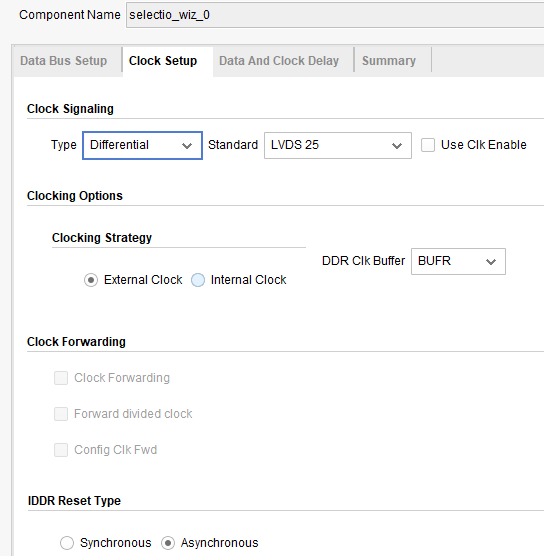 Component Name selectio_wiz_0
Data Bus Setup Clock Setup Data And Clock Delay Summary
Clock Signaling
Type Differential Standard LVDS 25 Use Clk Enable
Clocking Options
Clocking Strategy
DDR Clk Buffer BUFR
External Clock Internal Clock
Clock Forwarding
Clock Forwarding
Forward divided clock
Config Clk Fwd
IDDR Reset Type
Synchronous Asynchronous